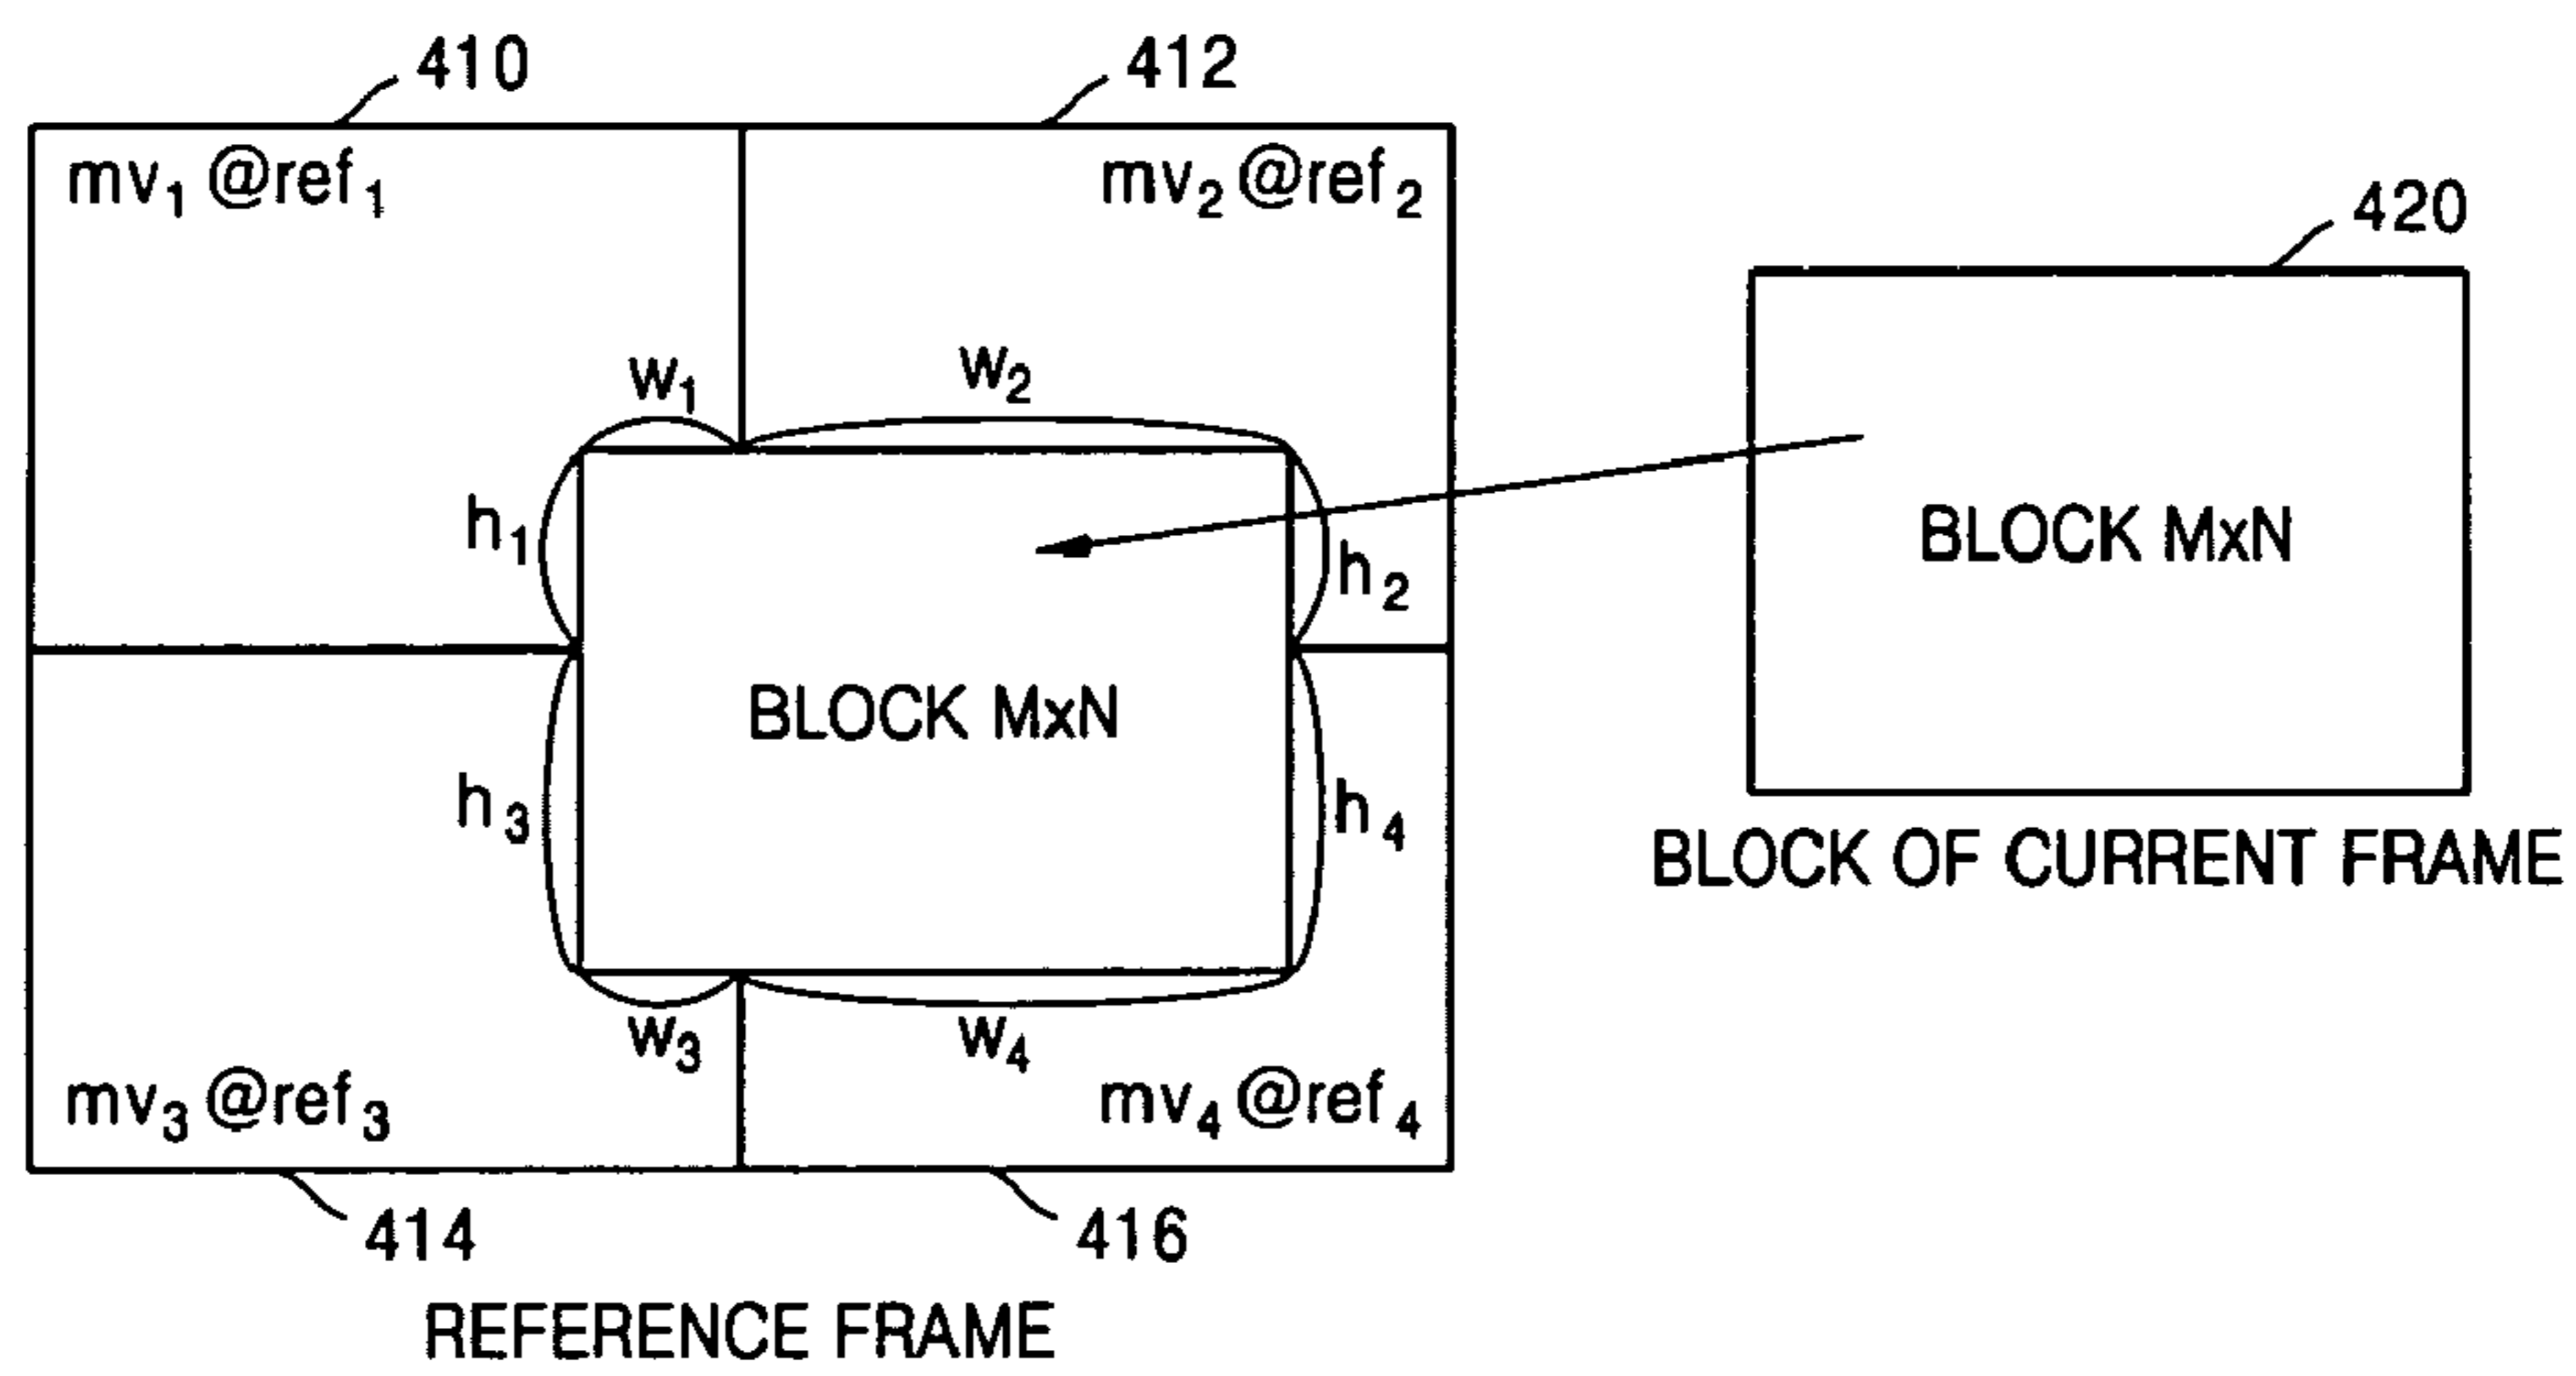 410 412
mv₁ @ref₁ mv₂ @ref₂
420
w₁ w₂
h₁ h₂
BLOCK MxN
BLOCK MxN
h₃ h₄
BLOCK OF CURRENT FRAME
w₃ w₄
mv₃ @ref₃ mv₄ @ref₄
414 416
REFERENCE FRAME